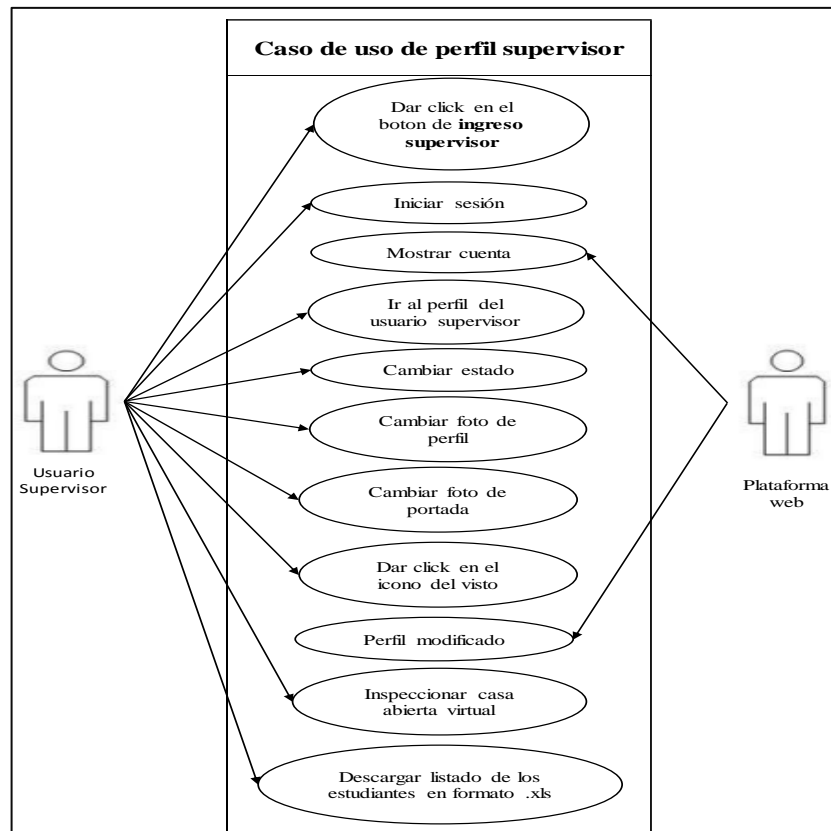 Caso de uso de perfil supervisor
Dar click en el
boton de ingreso
supervisor
Iniciar sesión
Mostrar cuenta
Ir al perfil del
usuario supervisor
Cambiar estado
Cambiar foto de
perfil
Cambiar foto de
portada
Dar click en el
icono del visto
Perfil modificado
Inspeccionar casa
abierta virtual
Descargar listado de los
estudiantes en formato .xls
Usuario
Supervisor
Plataforma
web